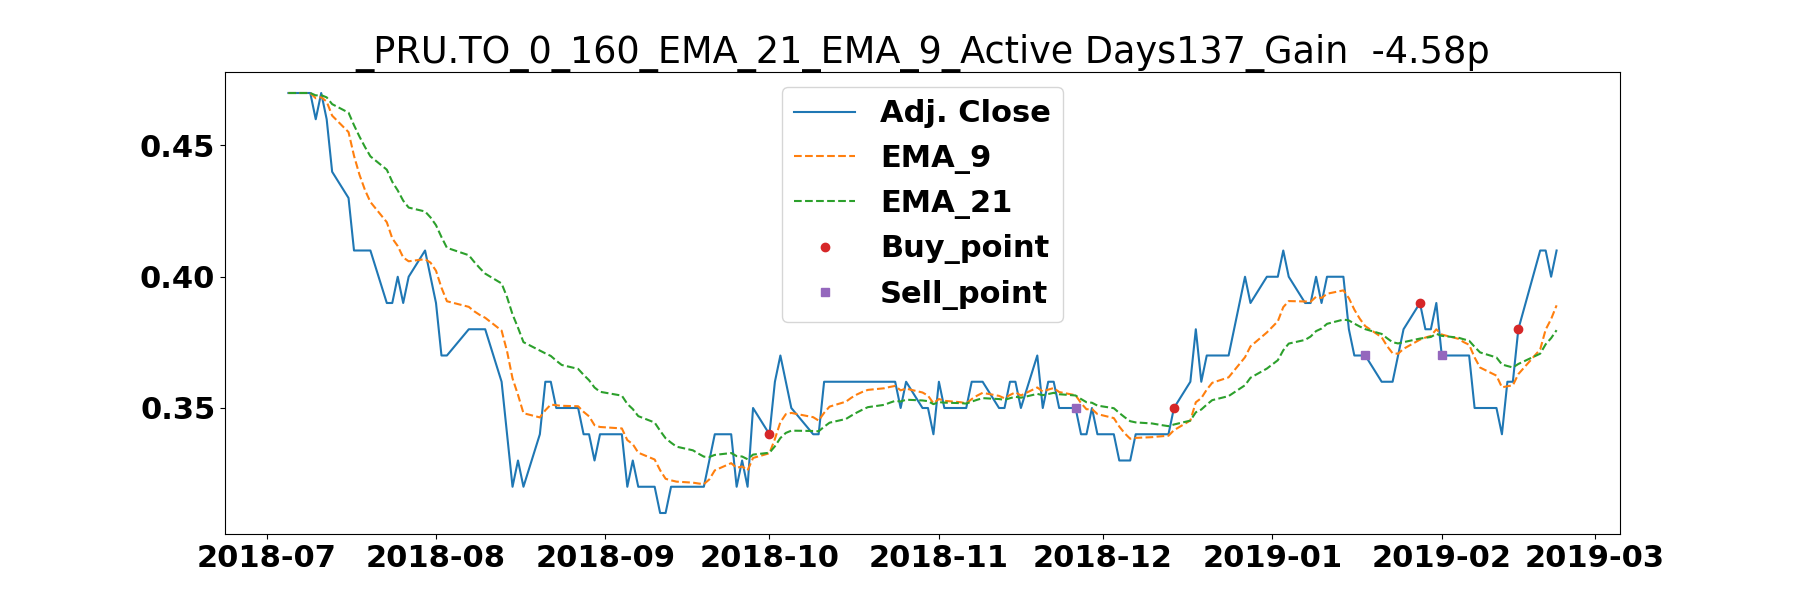 _PRU.TO_0_160_EMA_21_EMA_9_Active Days137_Gain  -4.58p
Adj. Close
EMA_9
EMA_21
Buy_point
Sell_point
0.45
0.40
0.35
2018-07 2018-08 2018-09 2018-10 2018-11 2018-12 2019-01 2019-02 2019-03